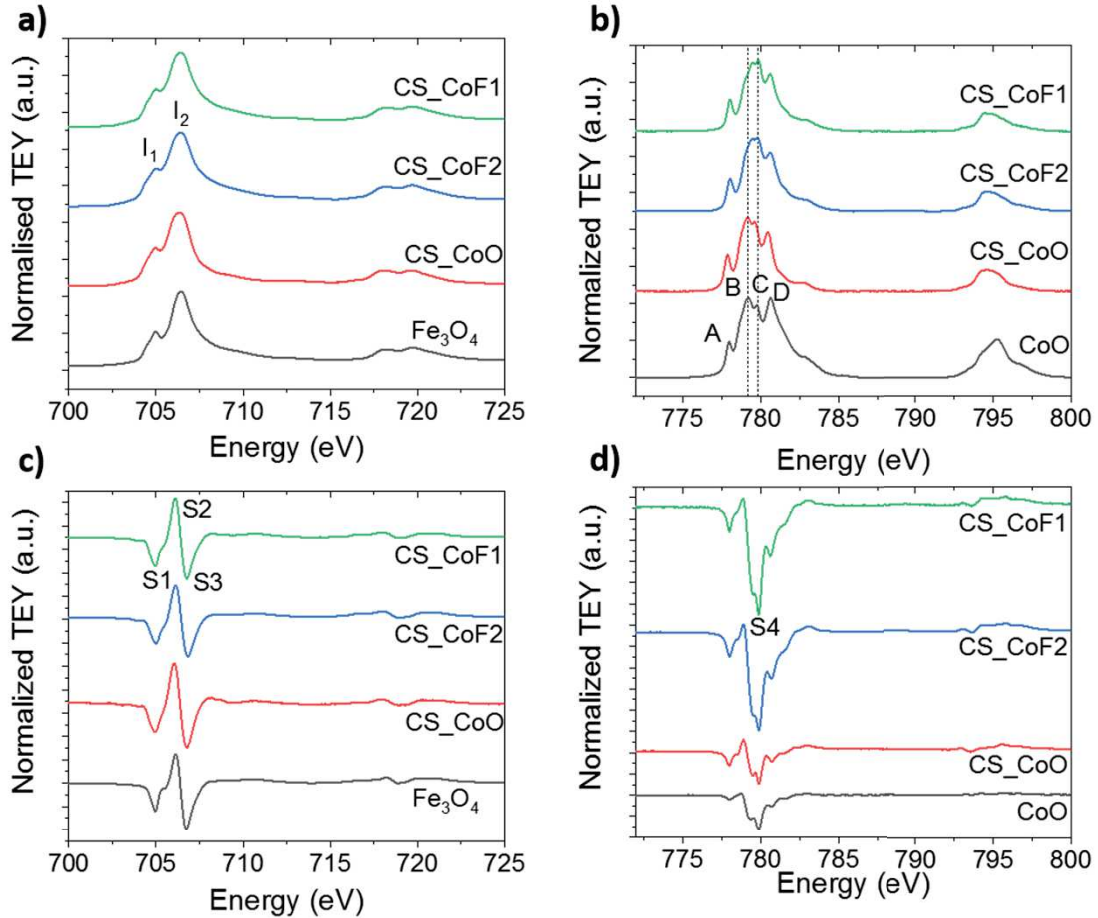 a)
Normalised TEY (a.u.)
CS_CoF1
I₂
I₁
CS_CoF2
CS_CoO
Fe₃O₄
700 705 710 715 720 725
Energy (eV)
b)
Normalized TEY (a.u.)
CS_CoF1
CS_CoF2
CS_CoO
B C D
A
CoO
775 780 785 790 795 800
Energy (eV)
c)
Normalized TEY (a.u.)
S2
CS_CoF1
S1 S3
CS_CoF2
CS_CoO
Fe₃O₄
700 705 710 715 720 725
Energy (eV)
d)
Normalized TEY (a.u.)
CS_CoF1
S4
CS_CoF2
CS_CoO
CoO
775 780 785 790 795 800
Energy (eV)